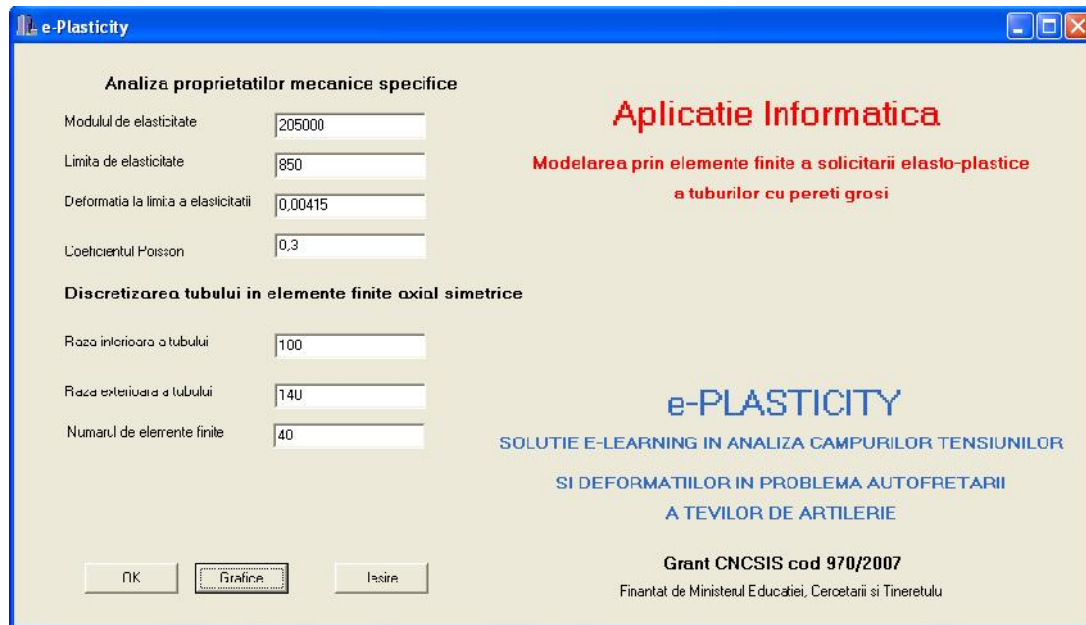 e-Plasticity
Analiza proprietatilor mecanice specifice
Modulul de elasticitate
205000
Limita de elasticitate
850
Deformatia la limita a elasticitatii
0,00415
Coeficientul Poisson
0,3
Discretizarea tubului in elemente finite axial simetrice
Raza interioara a tubului
100
Raza exterioara a tubului
140
Numarul de elemente finite
40
OK
Grafice
Iesire
Aplicatie Informatica
Modelarea prin elemente finite a solicitarii elasto-plastice
a tuburilor cu pereti grosi
e-PLASTICITY
SOLUTIE E-LEARNING IN ANALIZA CAMPURILOR TENSIUNILOR
SI DEFORMATIILOR IN PROBLEMA AUTOFRETARII
A TEVILOR DE ARTILERIE
Grant CNCSIS cod 970/2007
Finantat de Ministerul Educatiei, Cercetarii si Tineretulu